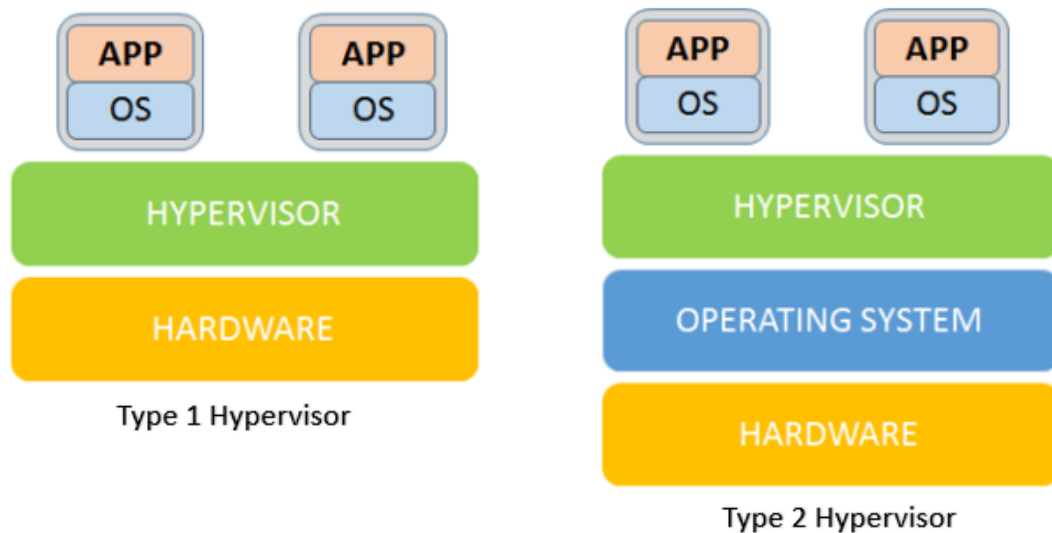 APP
OS
APP
OS
HYPERVISOR
HARDWARE
Type 1 Hypervisor
APP
OS
APP
OS
HYPERVISOR
OPERATING SYSTEM
HARDWARE
Type 2 Hypervisor